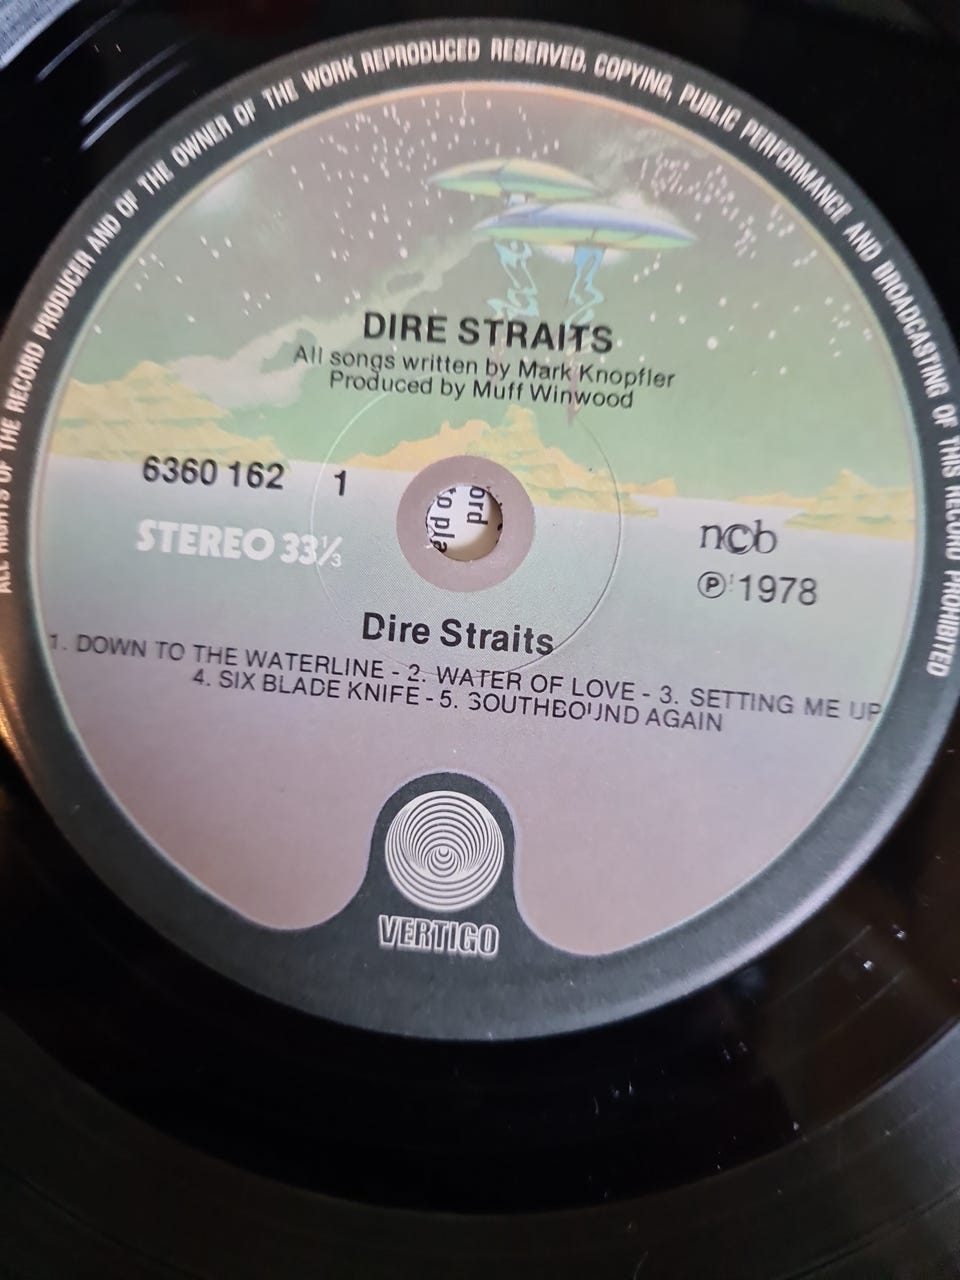 ALL RIGHTS OF THE RECORD PRODUCER AND OF THE OWNER OF THE WORK REPRODUCED RESERVED. COPYING, PUBLIC PERFORMANCE AND BROADCASTING OF THIS RECORD PROHIBITED
DIRE STRAITS
All songs written by Mark Knopfler
Produced by Muff Winwood
6360 162 1
STEREO 33⅓
ord
to pla
ncb
℗ 1978
Dire Straits
1. DOWN TO THE WATERLINE - 2. WATER OF LOVE - 3. SETTING ME UP
4. SIX BLADE KNIFE - 5. SOUTHBOUND AGAIN
VERTIGO